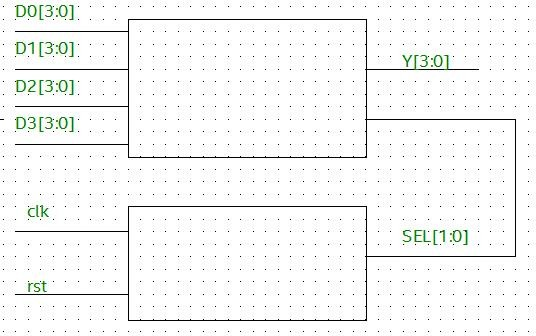 D0[3:0]
D1[3:0]
D2[3:0]
D3[3:0]
Y[3:0]
clk
SEL[1:0]
rst